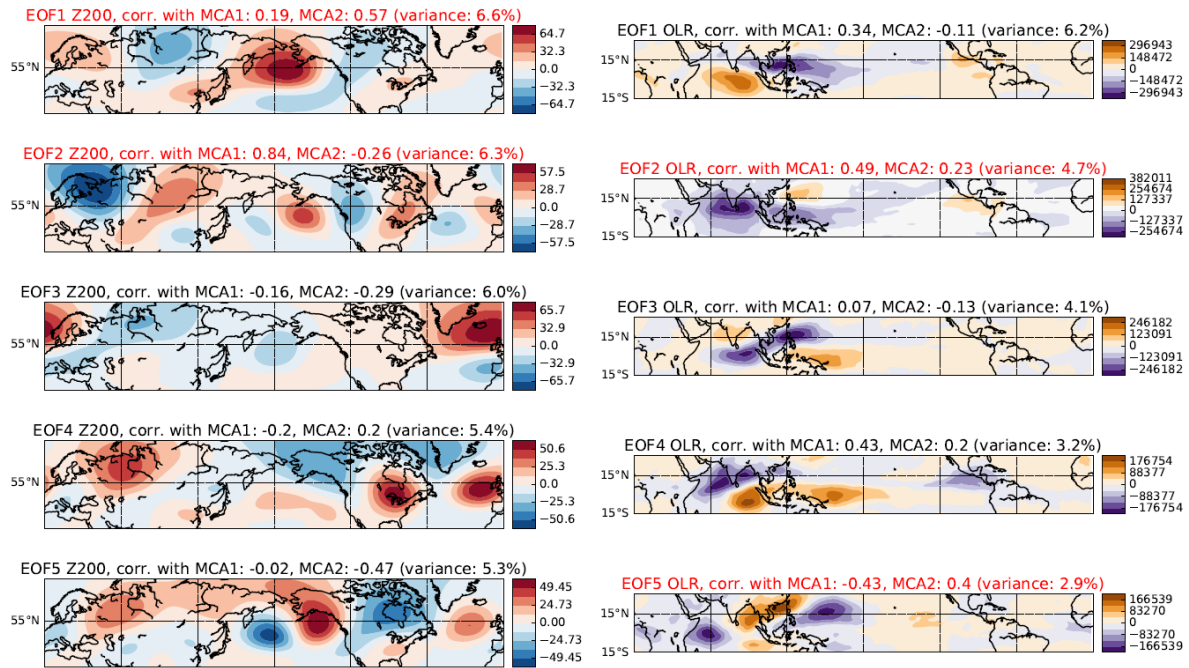 EOF1 Z200, corr. with MCA1: 0.19, MCA2: 0.57 (variance: 6.6%)
55°N
64.7
32.3
0.0
−32.3
−64.7
EOF2 Z200, corr. with MCA1: 0.84, MCA2: -0.26 (variance: 6.3%)
55°N
57.5
28.7
0.0
−28.7
−57.5
EOF3 Z200, corr. with MCA1: -0.16, MCA2: -0.29 (variance: 6.0%)
55°N
65.7
32.9
0.0
−32.9
−65.7
EOF4 Z200, corr. with MCA1: -0.2, MCA2: 0.2 (variance: 5.4%)
55°N
50.6
25.3
0.0
−25.3
−50.6
EOF5 Z200, corr. with MCA1: -0.02, MCA2: -0.47 (variance: 5.3%)
55°N
49.45
24.73
0.00
−24.73
−49.45
EOF1 OLR, corr. with MCA1: 0.34, MCA2: -0.11 (variance: 6.2%)
15°N
15°S
296943
148472
0
−148472
−296943
EOF2 OLR, corr. with MCA1: 0.49, MCA2: 0.23 (variance: 4.7%)
15°N
15°S
382011
254674
127337
0
−127337
−254674
EOF3 OLR, corr. with MCA1: 0.07, MCA2: -0.13 (variance: 4.1%)
15°N
15°S
246182
123091
0
−123091
−246182
EOF4 OLR, corr. with MCA1: 0.43, MCA2: 0.2 (variance: 3.2%)
15°N
15°S
176754
88377
0
−88377
−176754
EOF5 OLR, corr. with MCA1: -0.43, MCA2: 0.4 (variance: 2.9%)
15°N
15°S
166539
83270
0
−83270
−166539